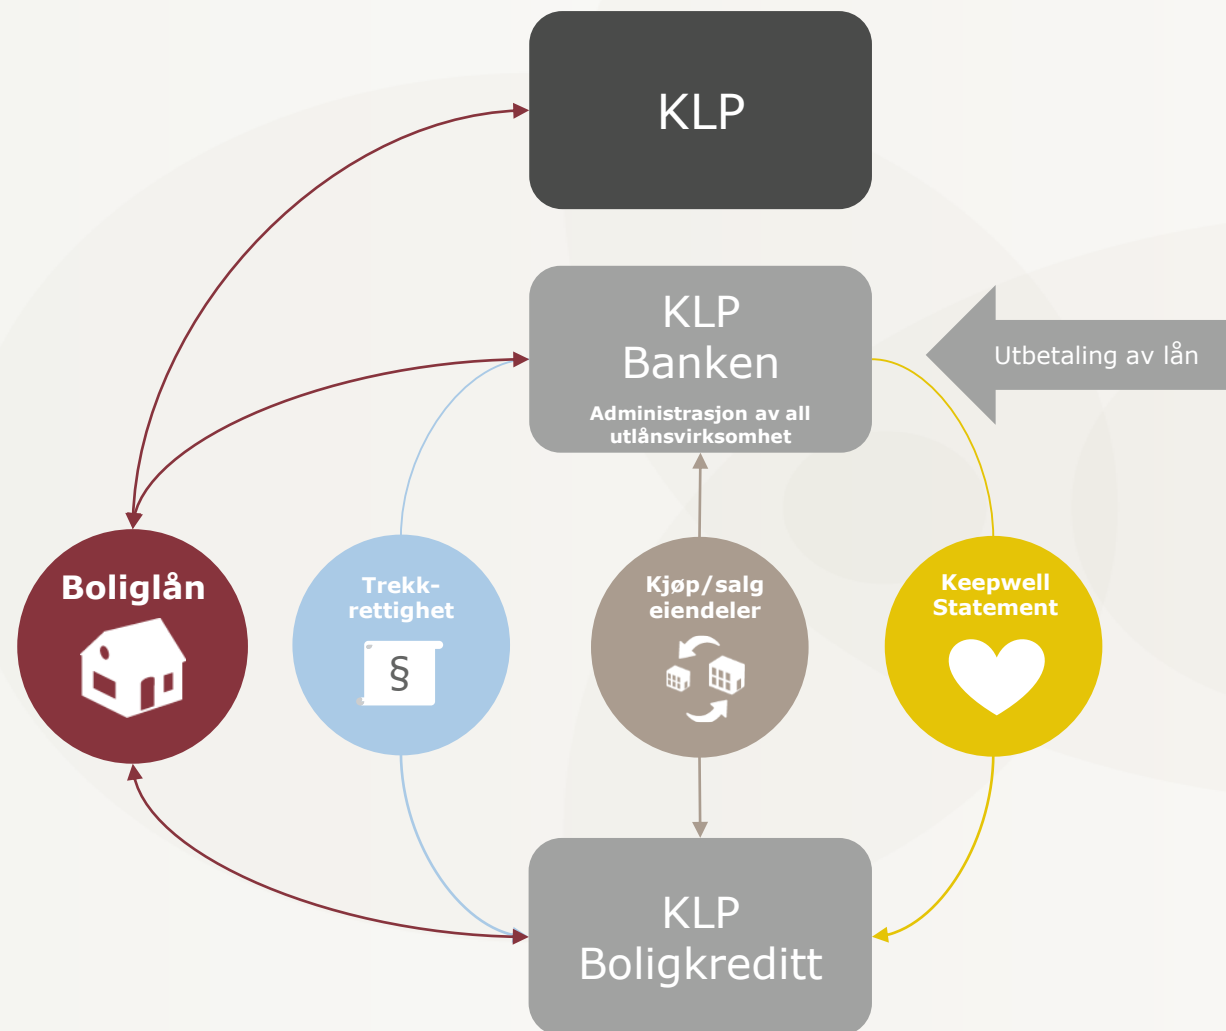 KLP
KLP
Banken
Administrasjon av all
utlånsvirksomhet
Utbetaling av lån
Boliglån
Trekk-
rettighet
§
Kjøp/salg
eiendeler
Keepwell
Statement
KLP
Boligkreditt